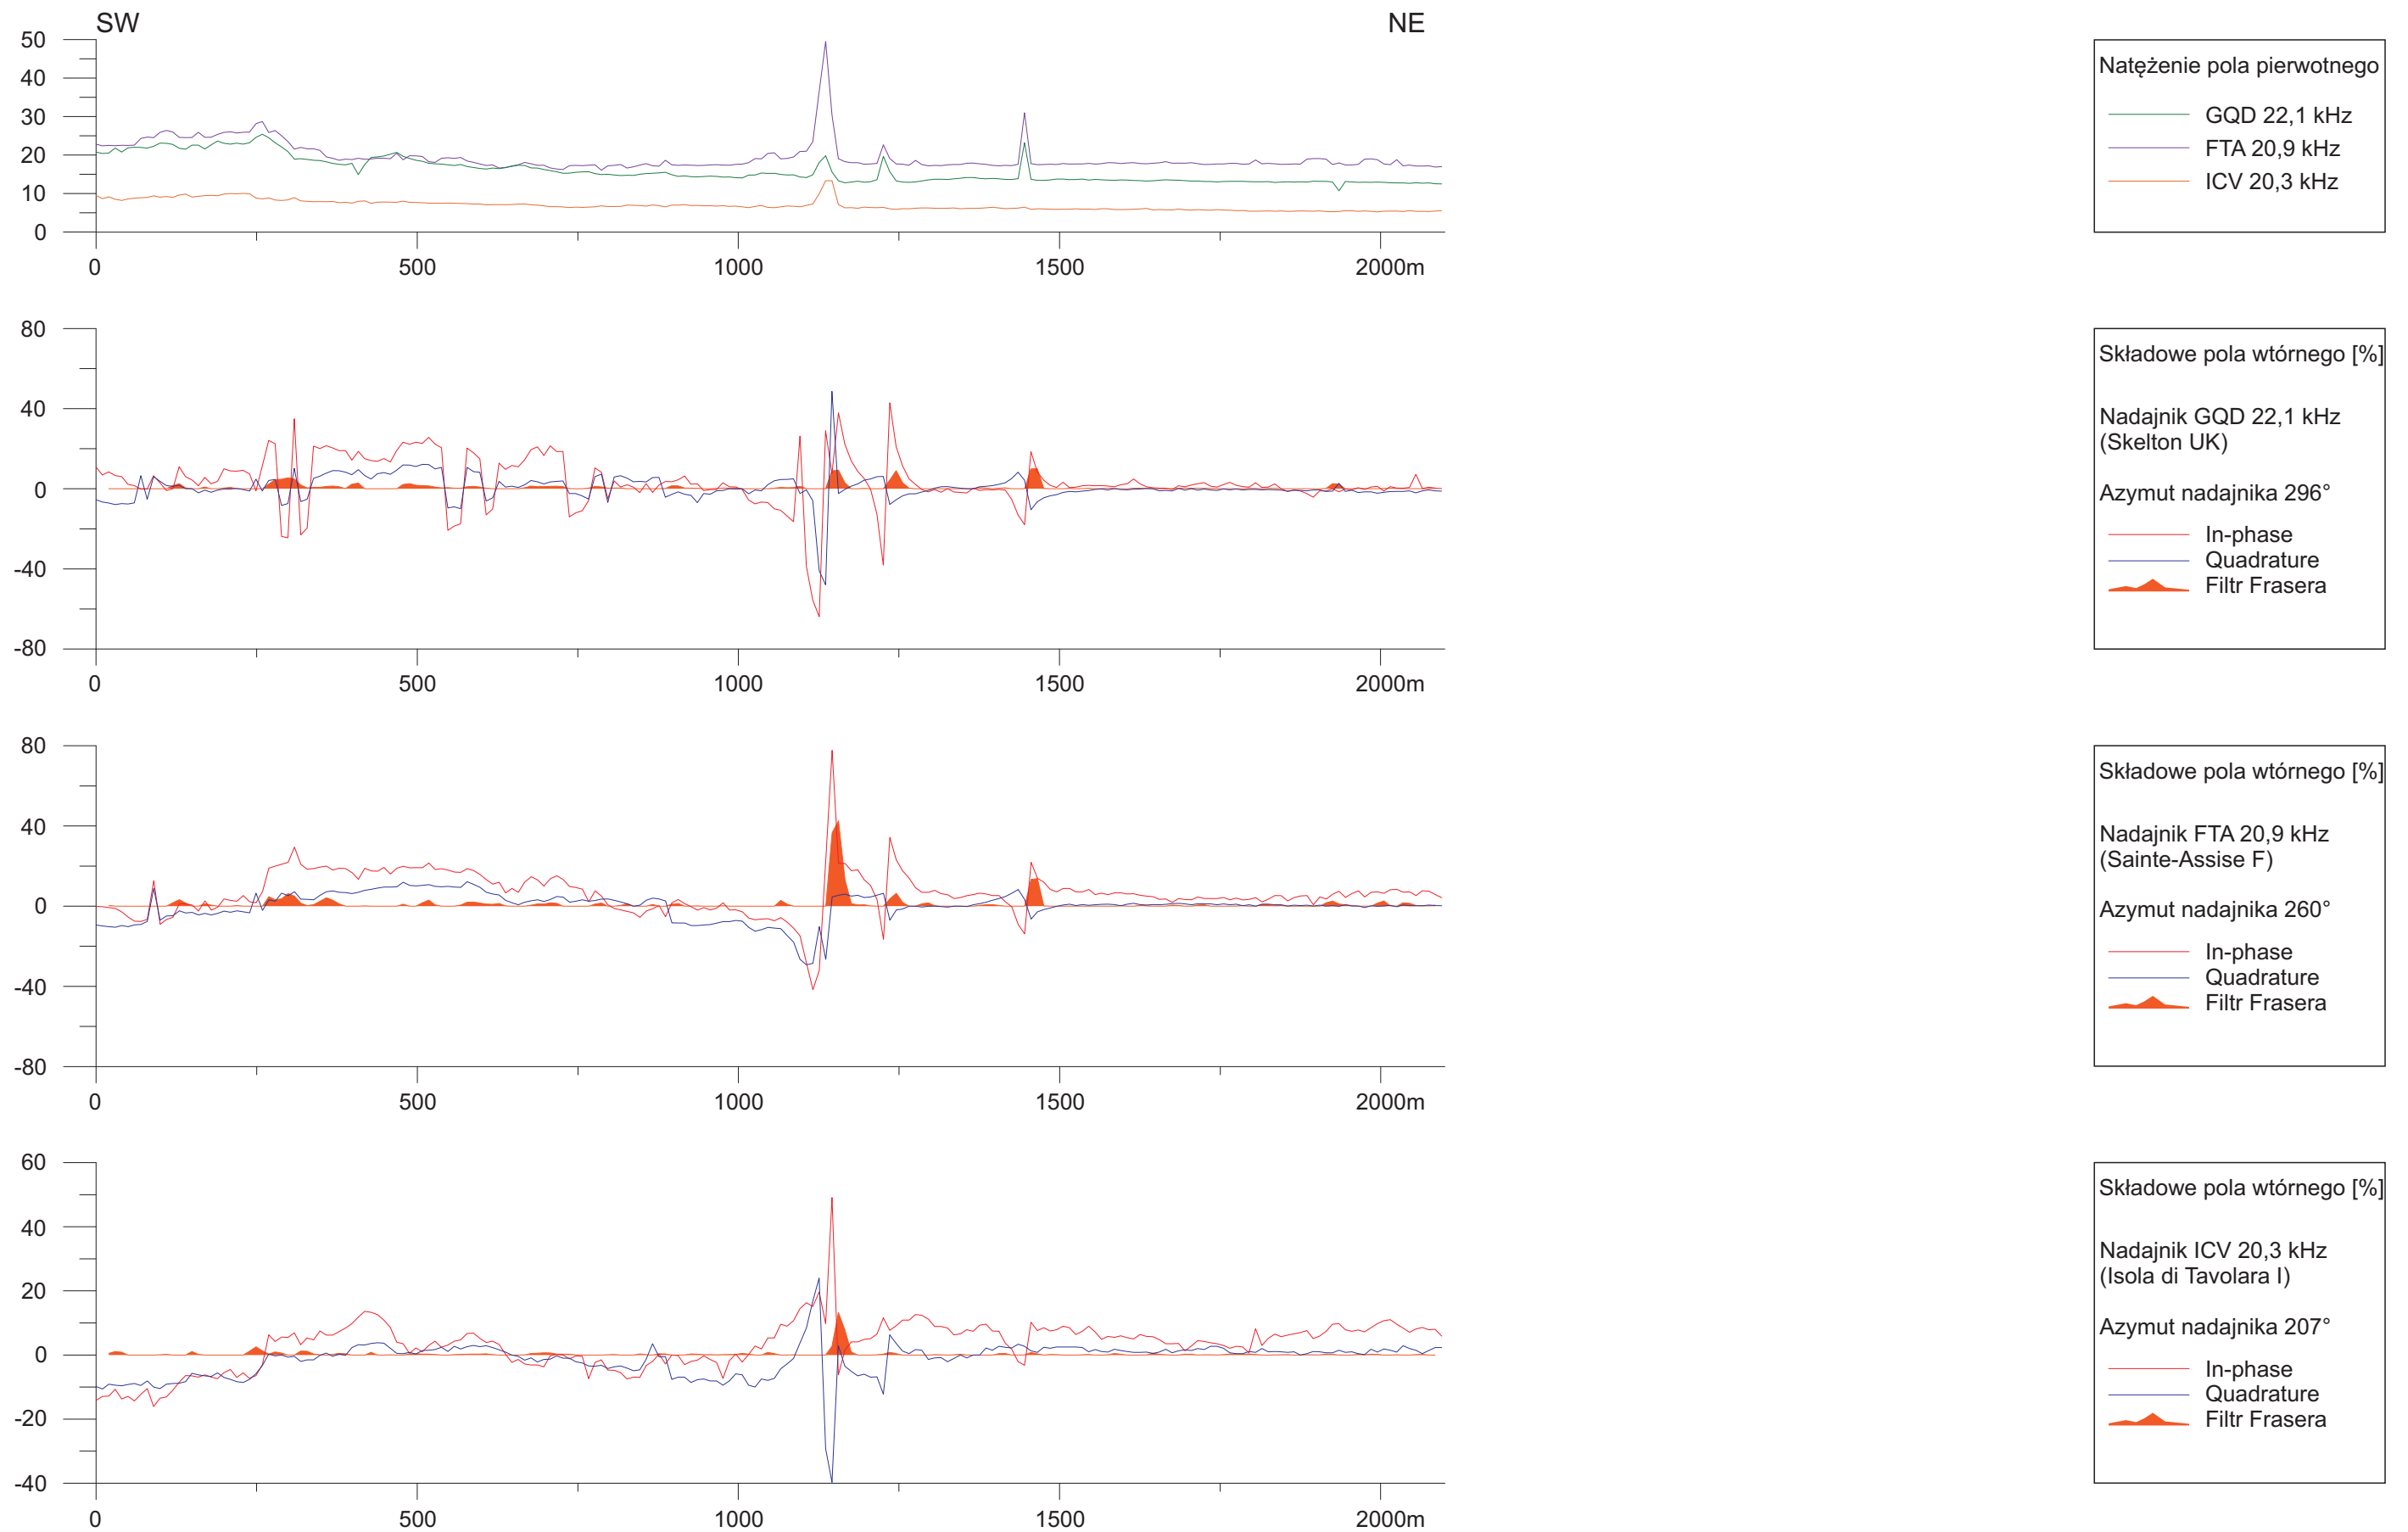 SW
NE
50
40
30
20
10
0
0
500
1000
1500
2000m
Natężenie pola pierwotnego
GQD 22,1 kHz
FTA 20,9 kHz
ICV 20,3 kHz
80
40
0
-40
-80
0
500
1000
1500
2000m
Składowe pola wtórnego [%]
Nadajnik GQD 22,1 kHz
(Skelton UK)
Azymut nadajnika 296°
In-phase
Quadrature
Filtr Frasera
80
40
0
-40
-80
0
500
1000
1500
2000m
Składowe pola wtórnego [%]
Nadajnik FTA 20,9 kHz
(Sainte-Assise F)
Azymut nadajnika 260°
In-phase
Quadrature
Filtr Frasera
60
40
20
0
-20
-40
0
500
1000
1500
2000m
Składowe pola wtórnego [%]
Nadajnik ICV 20,3 kHz
(Isola di Tavolara I)
Azymut nadajnika 207°
In-phase
Quadrature
Filtr Frasera